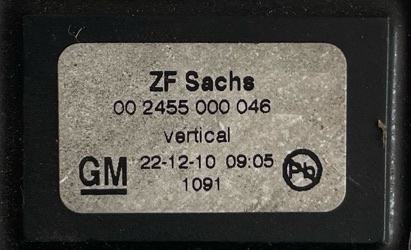 ZF Sachs
00 2455 000 046
vertical
GM 22-12-10 09:05 Pb
1091